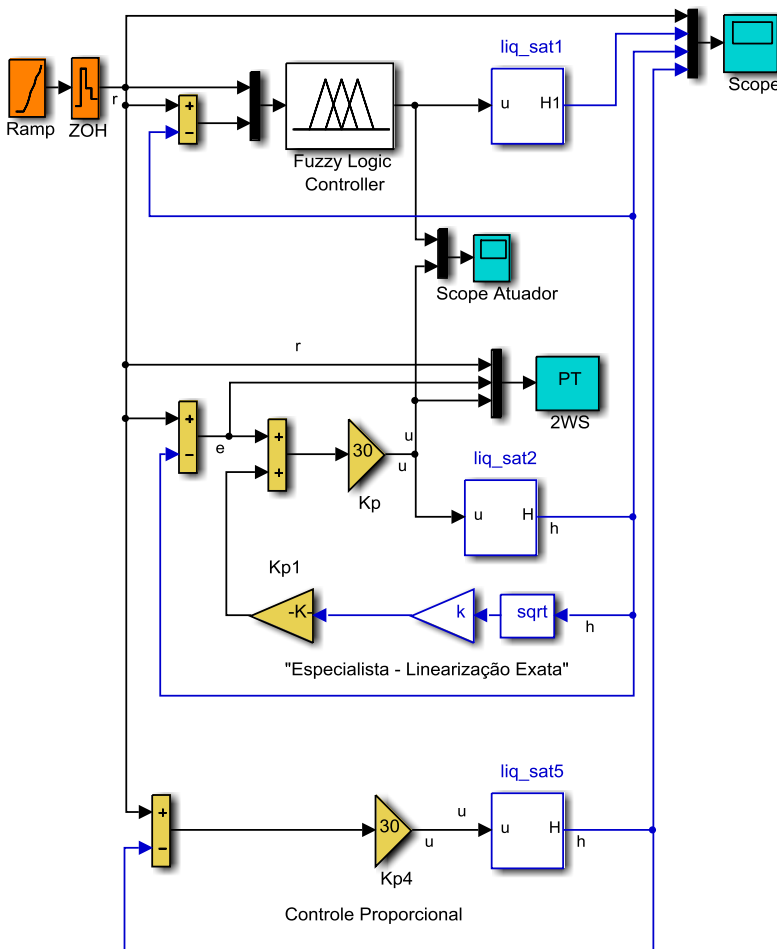 liq_sat1
r
Ramp
ZOH
+
−
u
H1
Scope
Fuzzy Logic
Controller
Scope Atuador
r
PT
2WS
+
−
e
+
+
30
Kp
u
u
liq_sat2
u
H
h
Kp1
-K-
k
sqrt
h
"Especialista - Linearização Exata"
liq_sat5
+
−
30
Kp4
u
u
u
H
h
Controle Proporcional